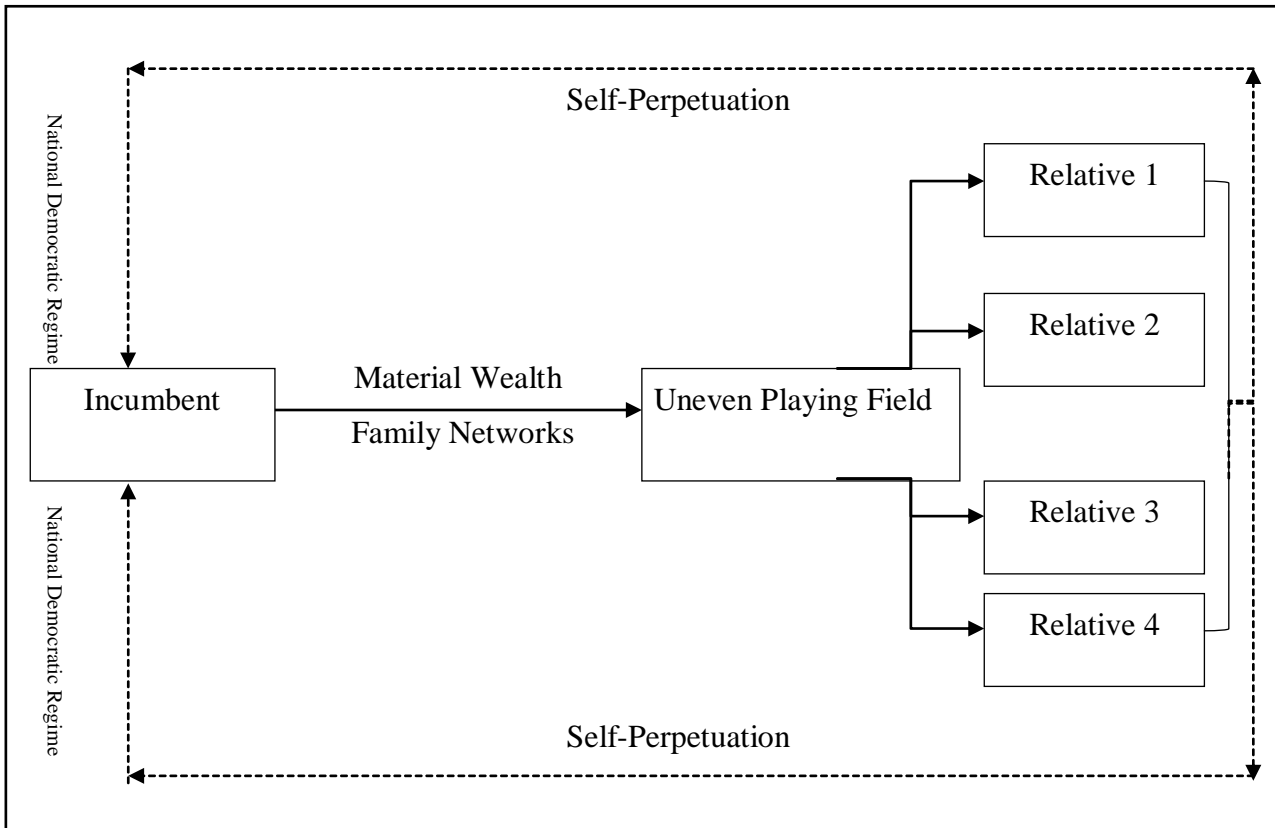 Self-Perpetuation
National Democratic Regime
Relative 1
Relative 2
Incumbent
Material Wealth
Family Networks
Uneven Playing Field
Relative 3
National Democratic Regime
Relative 4
Self-Perpetuation